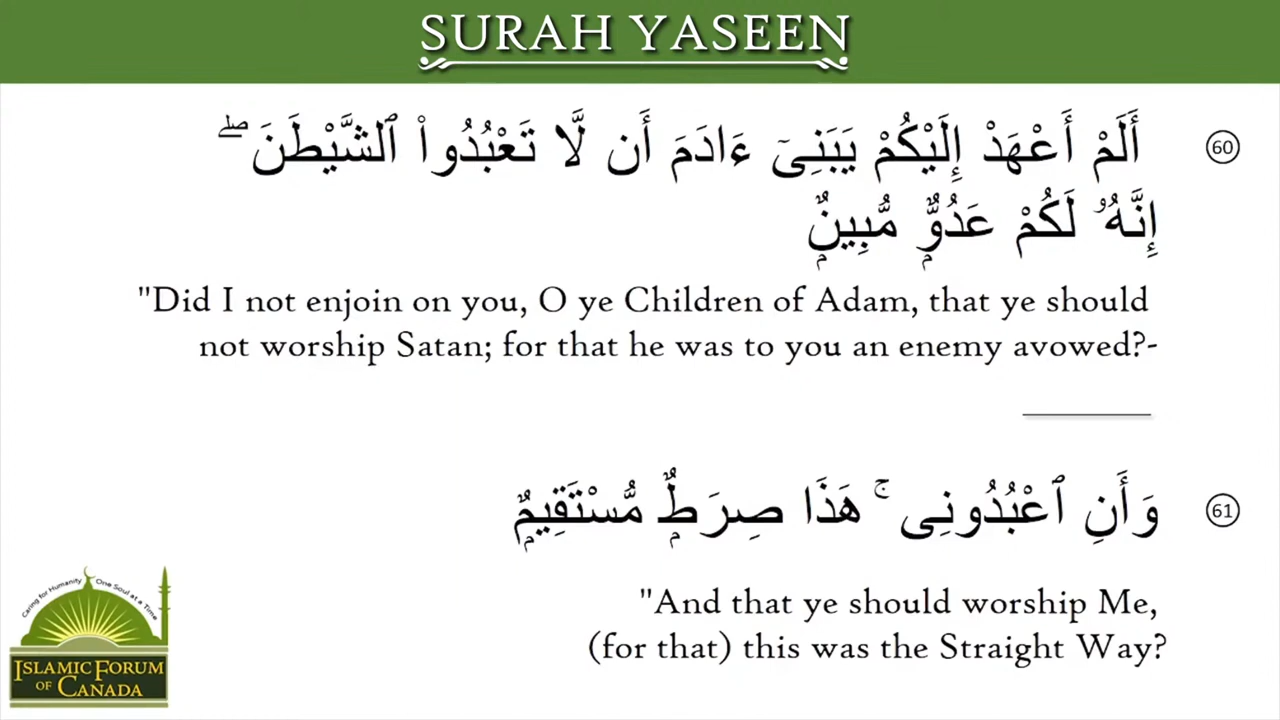 SURAH YASEEN
أَلَمْ أَعْهَدْ إِلَيْكُمْ يَبَنِىٓ ءَادَمَ أَن لَّا تَعْبُدُوا۟ ٱلشَّيْطَنَ ۖ
60
إِنَّهُۥ لَكُمْ عَدُوٌّ مُّبِينٌ
"Did I not enjoin on you, O ye Children of Adam, that ye should
not worship Satan; for that he was to you an enemy avowed?-
وَأَنِ ٱعْبُدُونِى ۚ هَذَا صِرَطٌ مُّسْتَقِيمٌ
61
"And that ye should worship Me,
(for that) this was the Straight Way?
Caring for Humanity One Soul at a Time
ISLAMIC FORUM
OF CANADA